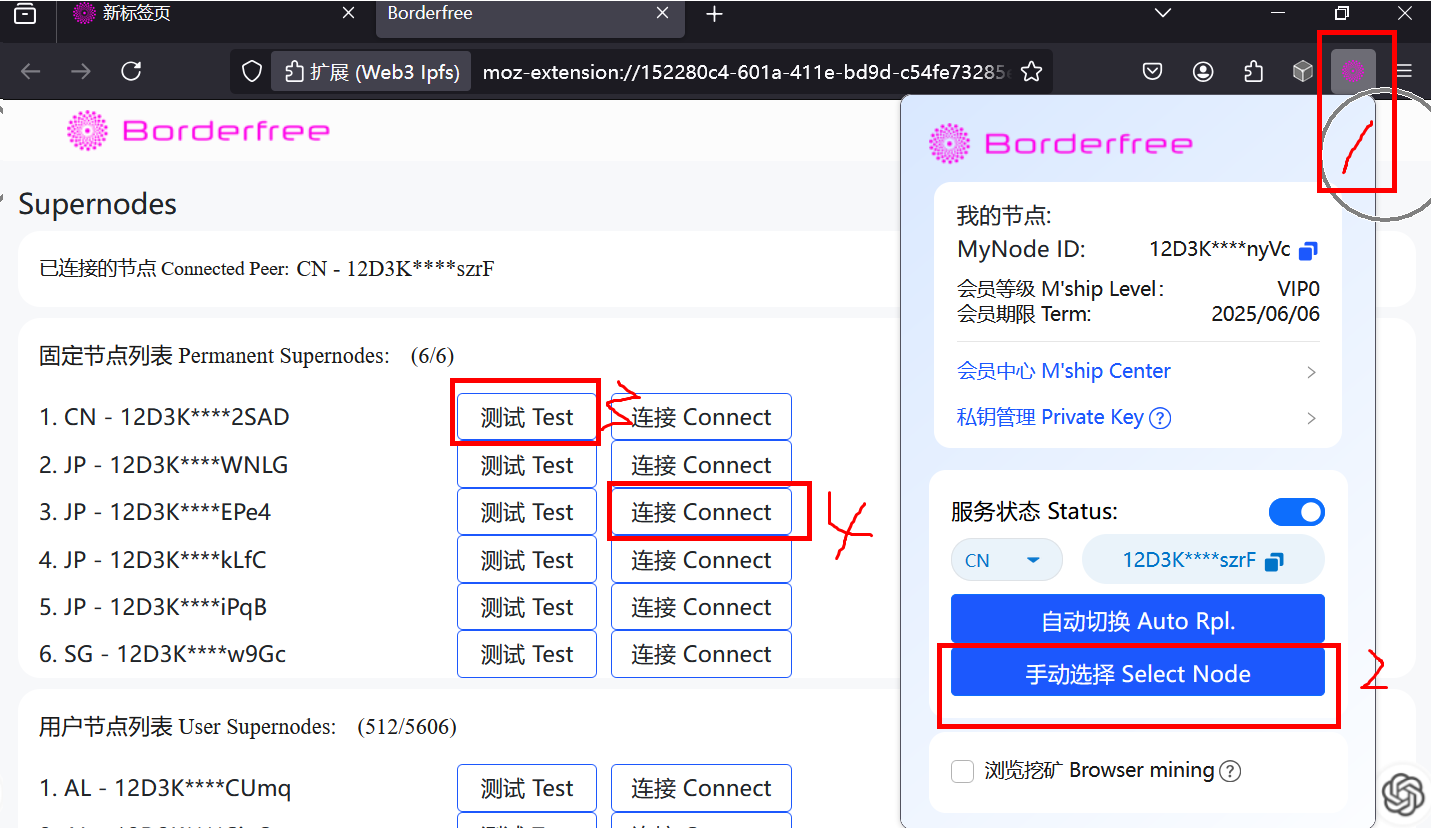 新标签页
Borderfree
扩展 (Web3 Ipfs)
moz-extension://152280c4-601a-411e-bd9d-c54fe73285
Borderfree
Supernodes
已连接的节点 Connected Peer: CN - 12D3K****szrF
固定节点列表 Permanent Supernodes: (6/6)
1. CN - 12D3K****2SAD 测试 Test 连接 Connect
2. JP - 12D3K****WNLG 测试 Test 连接 Connect
3. JP - 12D3K****EPe4 测试 Test 连接 Connect
4. JP - 12D3K****kLfC 测试 Test 连接 Connect
5. JP - 12D3K****iPqB 测试 Test 连接 Connect
6. SG - 12D3K****w9Gc 测试 Test 连接 Connect
用户节点列表 User Supernodes: (512/5606)
1. AL - 12D3K****CUmq 测试 Test 连接 Connect
Borderfree
我的节点:
MyNode ID: 12D3K****nyVc
会员等级 M'ship Level: VIP0
会员期限 Term: 2025/06/06
会员中心 M'ship Center
私钥管理 Private Key
服务状态 Status:
CN 12D3K****szrF
自动切换 Auto Rpl.
手动选择 Select Node
浏览挖矿 Browser mining
1
2
4